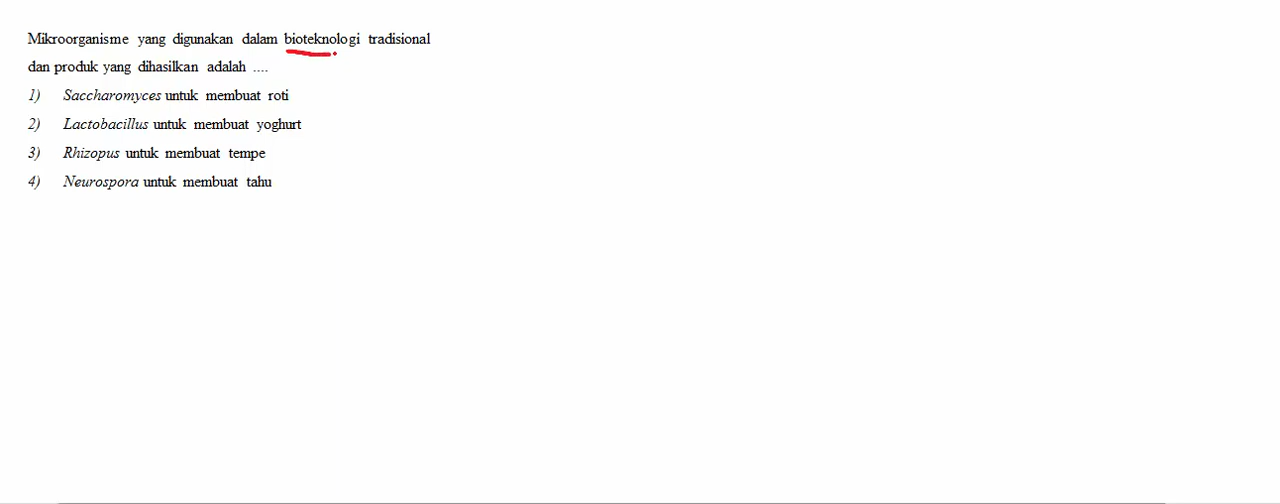 Mikroorganisme yang digunakan dalam bioteknologi tradisional
dan produk yang dihasilkan adalah ....
1) Saccharomyces untuk membuat roti
2) Lactobacillus untuk membuat yoghurt
3) Rhizopus untuk membuat tempe
4) Neurospora untuk membuat tahu